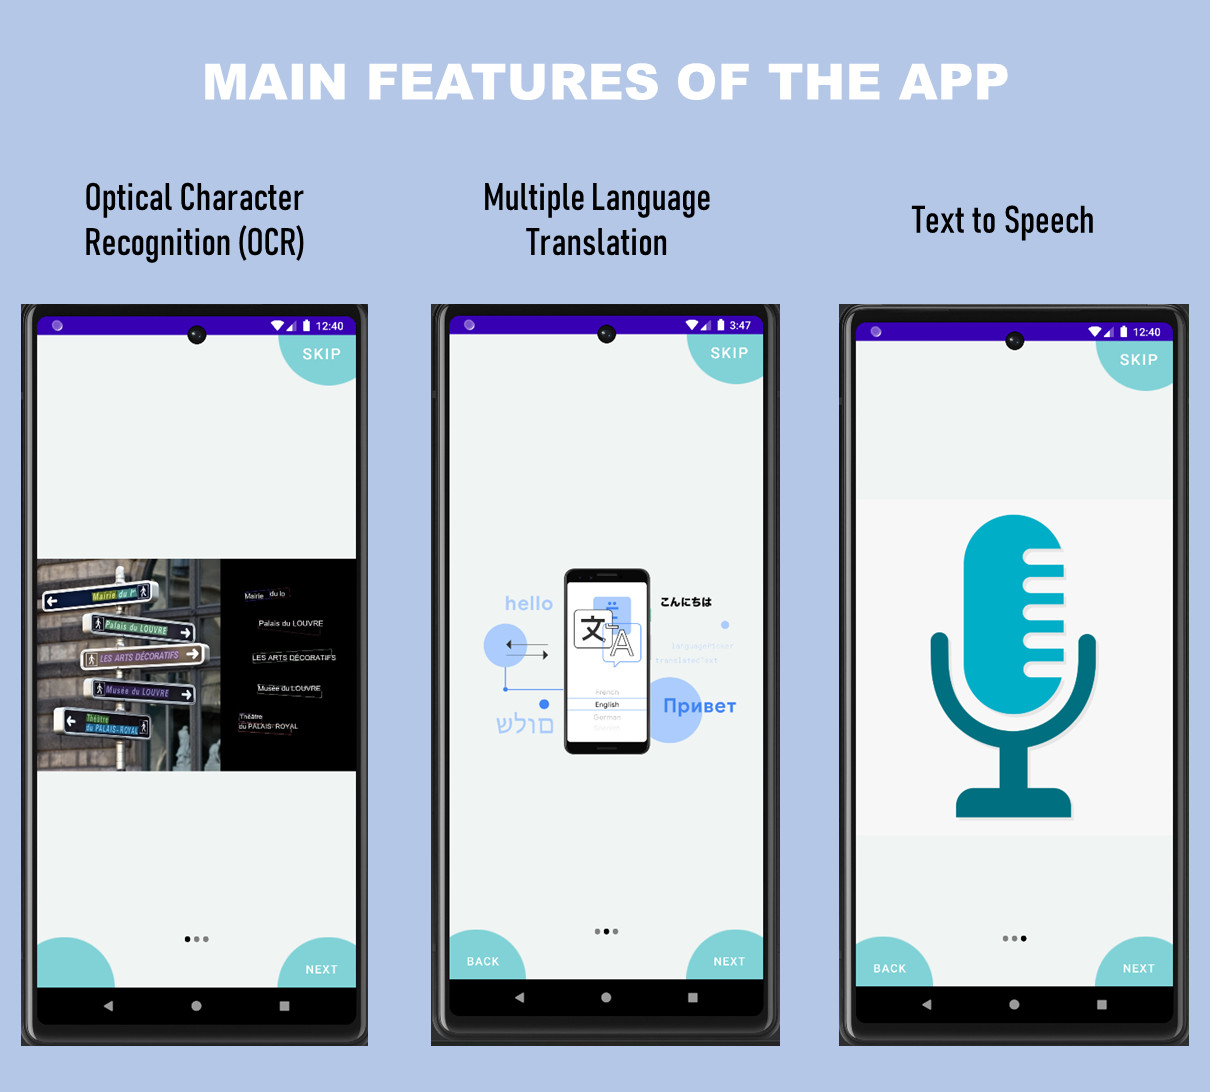 MAIN FEATURES OF THE APP
Optical Character
Recognition (OCR)
Multiple Language
Translation
Text to Speech
12:40
SKIP
Mairie du l
Palais du LOUVRE
LES ARTS DÉCORATIFS
Musée du LOUVRE
Théâtre
du PALAIS-ROYAL
Mairie du lo
Palais du LOUVRE
LES ARTS DÉCORATIFS
Musée du LOUVRE
Théâtre
du PALAIS-ROYAL
NEXT
3:47
SKIP
hello
こんにちは
文
A
languagePicker
translatedText
French
English
German
Привет
שלום
BACK
NEXT
12:40
SKIP
BACK
NEXT